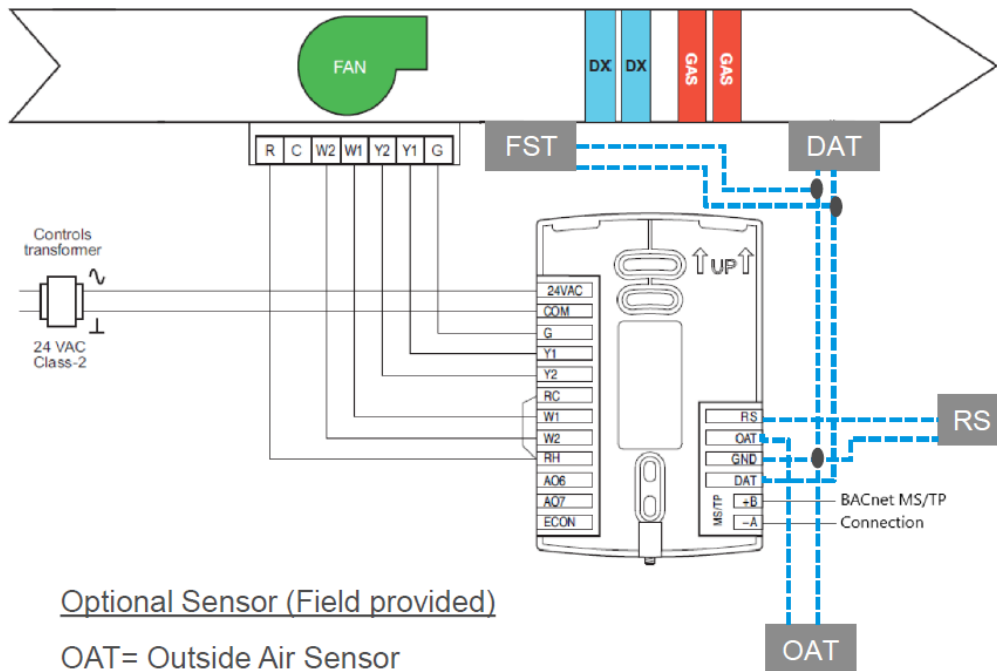 FAN
DX
DX
GAS
GAS
R C W2 W1 Y2 Y1 G
FST
DAT
Controls
transformer
24 VAC
Class-2
UP
24VAC
COM
G
Y1
Y2
RC
W1
W2
RH
AO6
AO7
ECON
RS
OAT
GND
DAT
MS/TP
+B
-A
RS
BACnet MS/TP
Connection
Optional Sensor (Field provided)
OAT= Outside Air Sensor
OAT